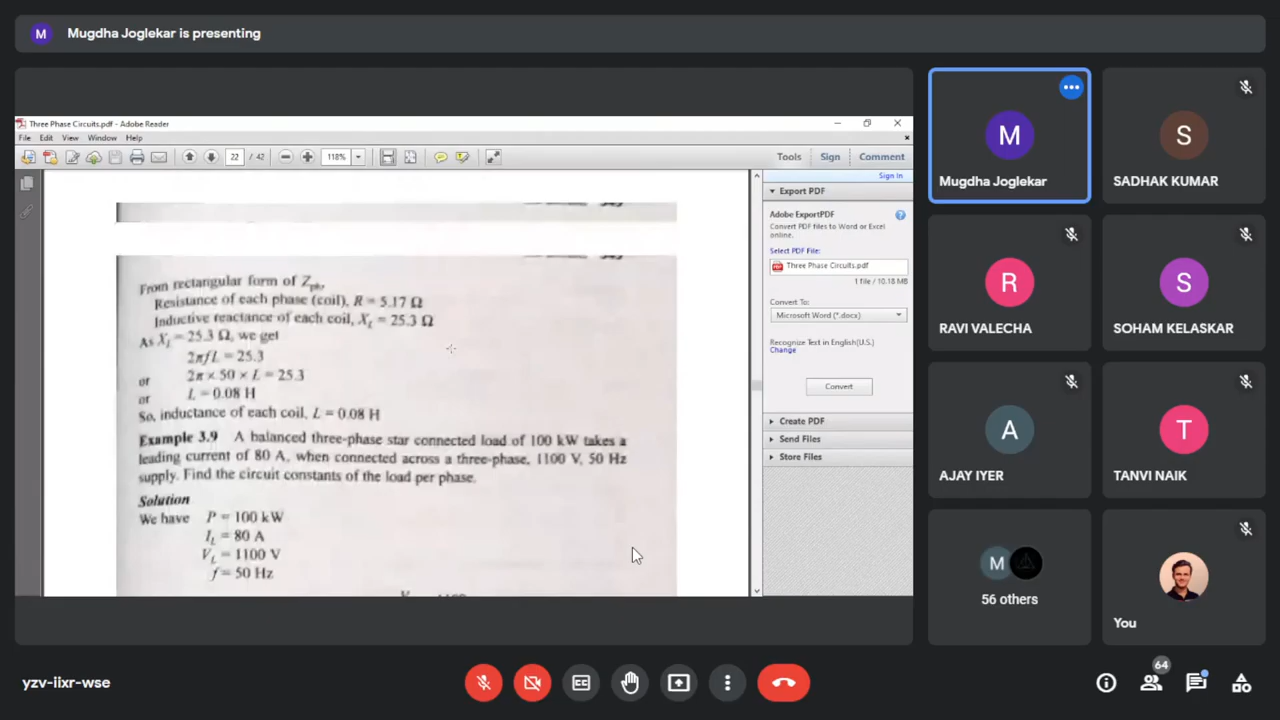 M
Mugdha Joglekar is presenting
Three Phase Circuits.pdf - Adobe Reader
File Edit View Window Help
22 / 42 118% Tools Sign Comment
Sign In
From rectangular form of Zph,
Resistance of each phase (coil), R = 5.17 Ω
Inductive reactance of each coil, XL = 25.3 Ω
As XL = 25.3 Ω, we get
2πfL = 25.3
or 2π × 50 × L = 25.3
or L = 0.08 H
So, inductance of each coil, L = 0.08 H
Example 3.9 A balanced three-phase star connected load of 100 kW takes a
leading current of 80 A, when connected across a three-phase, 1100 V, 50 Hz
supply. Find the circuit constants of the load per phase.
Solution
We have P = 100 kW
IL = 80 A
VL = 1100 V
f = 50 Hz
Export PDF
Adobe ExportPDF
Convert PDF files to Word or Excel
online.
Select PDF File:
Three Phase Circuits.pdf
1 file / 10.18 MB
Convert To:
Microsoft Word (*.docx)
Recognize Text in English(U.S.)
Change
Convert
Create PDF
Send Files
Store Files
M
Mugdha Joglekar
S
SADHAK KUMAR
R
RAVI VALECHA
S
SOHAM KELASKAR
A
AJAY IYER
T
TANVI NAIK
M
56 others
You
yzv-iixr-wse
CC
64